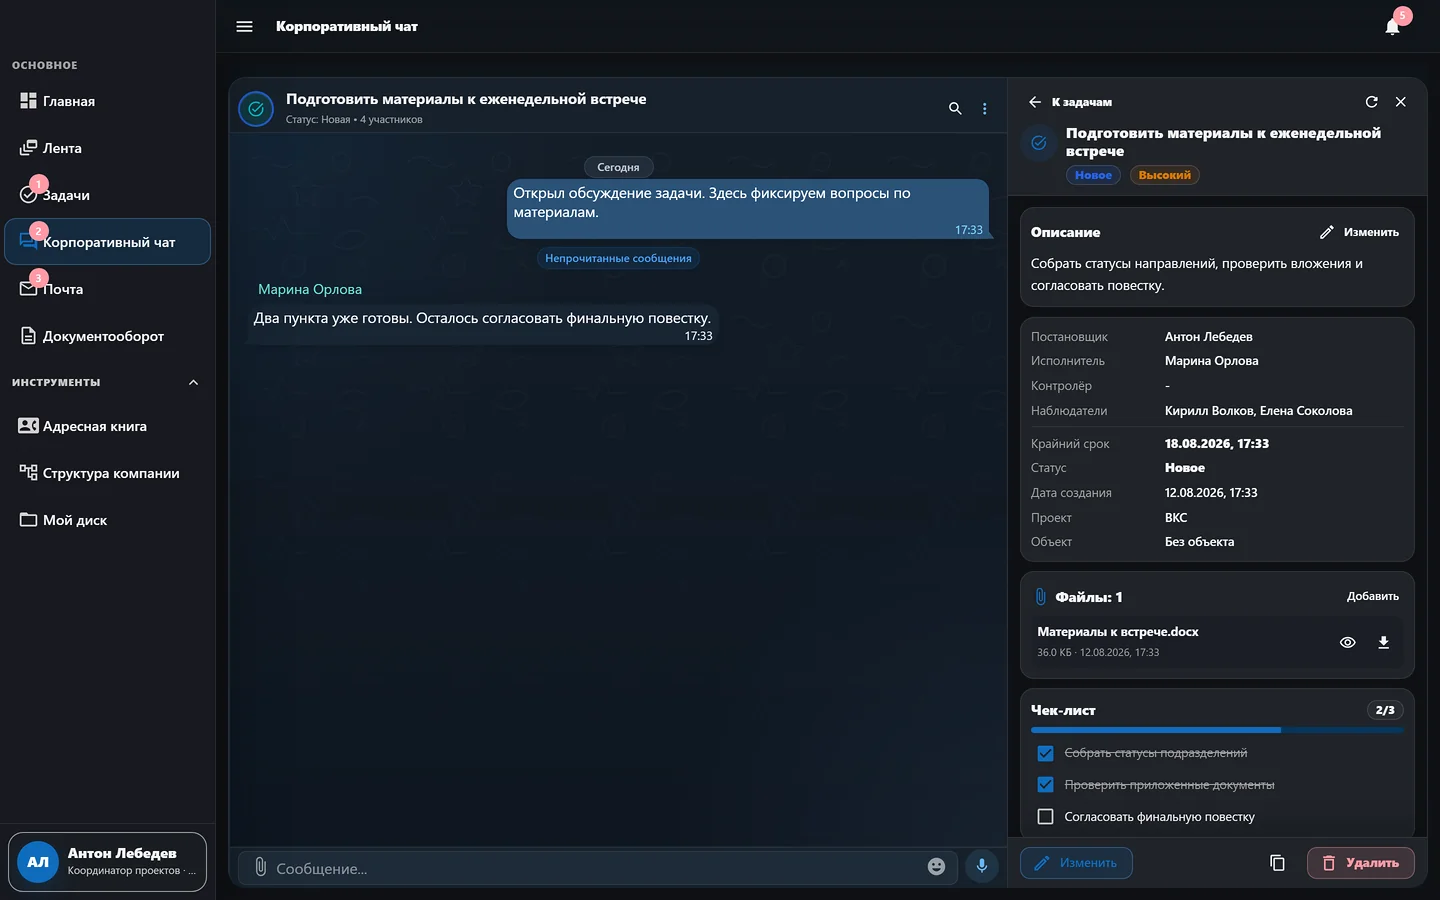 ОСНОВНОЕ
Главная
Лента
1
Задачи
2
Корпоративный чат
3
Почта
Документооборот
ИНСТРУМЕНТЫ
Адресная книга
Структура компании
Мой диск
АЛ
Антон Лебедев
Координатор проектов · ...
Корпоративный чат
5
Подготовить материалы к еженедельной встрече
Статус: Новая • 4 участников
Сегодня
Открыл обсуждение задачи. Здесь фиксируем вопросы по
материалам.
17:33
Непрочитанные сообщения
Марина Орлова
Два пункта уже готовы. Осталось согласовать финальную повестку.
17:33
Сообщение...
К задачам
Подготовить материалы к еженедельной
встрече
Новое Высокий
Описание Изменить
Собрать статусы направлений, проверить вложения и
согласовать повестку.
Постановщик Антон Лебедев
Исполнитель Марина Орлова
Контролёр -
Наблюдатели Кирилл Волков, Елена Соколова
Крайний срок 18.08.2026, 17:33
Статус Новое
Дата создания 12.08.2026, 17:33
Проект ВКС
Объект Без объекта
Файлы: 1 Добавить
Материалы к встрече.docx
36.0 КБ · 12.08.2026, 17:33
Чек-лист 2/3
Собрать статусы подразделений
Проверить приложенные документы
Согласовать финальную повестку
Изменить Удалить